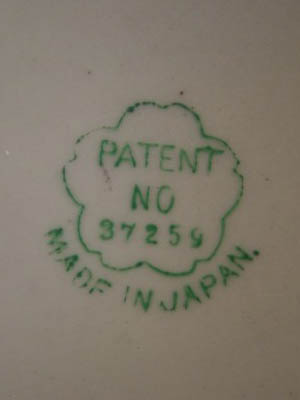 PATENT
NO
37259
MADE IN JAPAN.